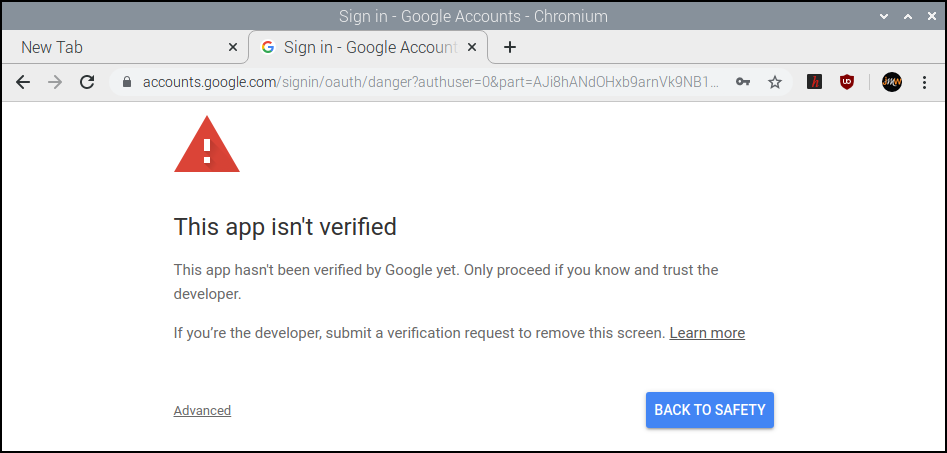 Sign in - Google Accounts - Chromium
New Tab
Sign in - Google Account
accounts.google.com/signin/oauth/danger?authuser=0&part=AJi8hANdOHxb9arnVk9NB1...
This app isn't verified
This app hasn't been verified by Google yet. Only proceed if you know and trust the
developer.
If you're the developer, submit a verification request to remove this screen. Learn more
Advanced
BACK TO SAFETY